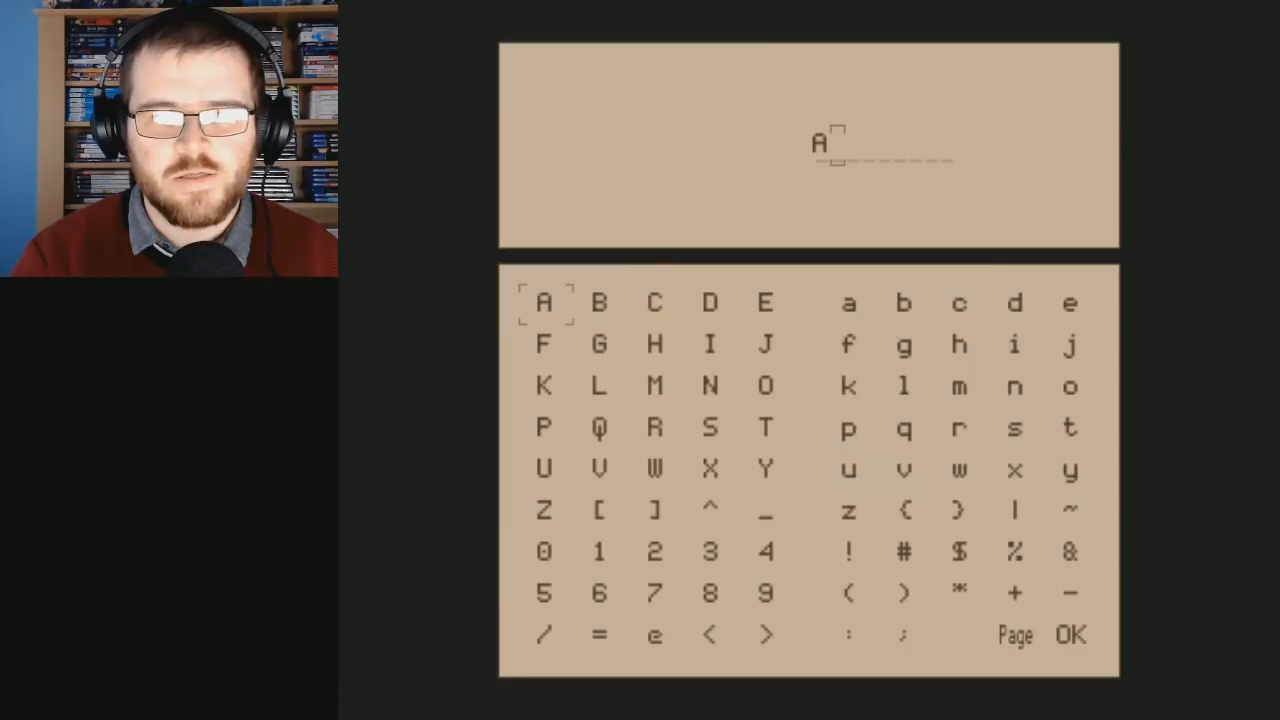 A
A B C D E a b c d e
F G H I J f g h i j
K L M N O k l m n o
P Q R S T p q r s t
U V W X Y u v w x y
Z [ ] ^ _ z { } | ~
0 1 2 3 4 ! # $ % &
5 6 7 8 9 ( ) * + -
/ = @ < > : ; Page OK